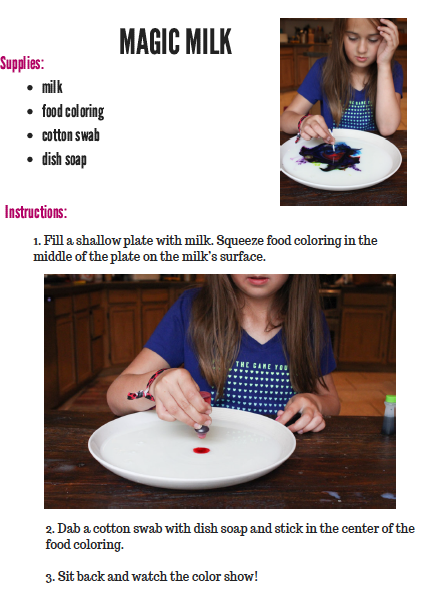 MAGIC MILK
Supplies:
• milk
• food coloring
• cotton swab
• dish soap
Instructions:
1. Fill a shallow plate with milk. Squeeze food coloring in the
middle of the plate on the milk's surface.
THE GAME YOU
2. Dab a cotton swab with dish soap and stick in the center of the
food coloring.
3. Sit back and watch the color show!